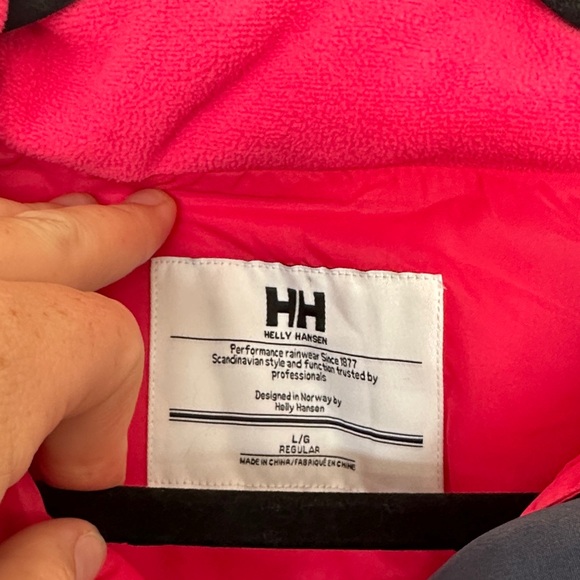 HH
HELLY HANSEN
Performance rainwear Since 1877
Scandinavian style and function trusted by
professionals
Designed in Norway by
Helly Hansen
L/G
REGULAR
MADE IN CHINA/FABRIQUÉ EN CHINE